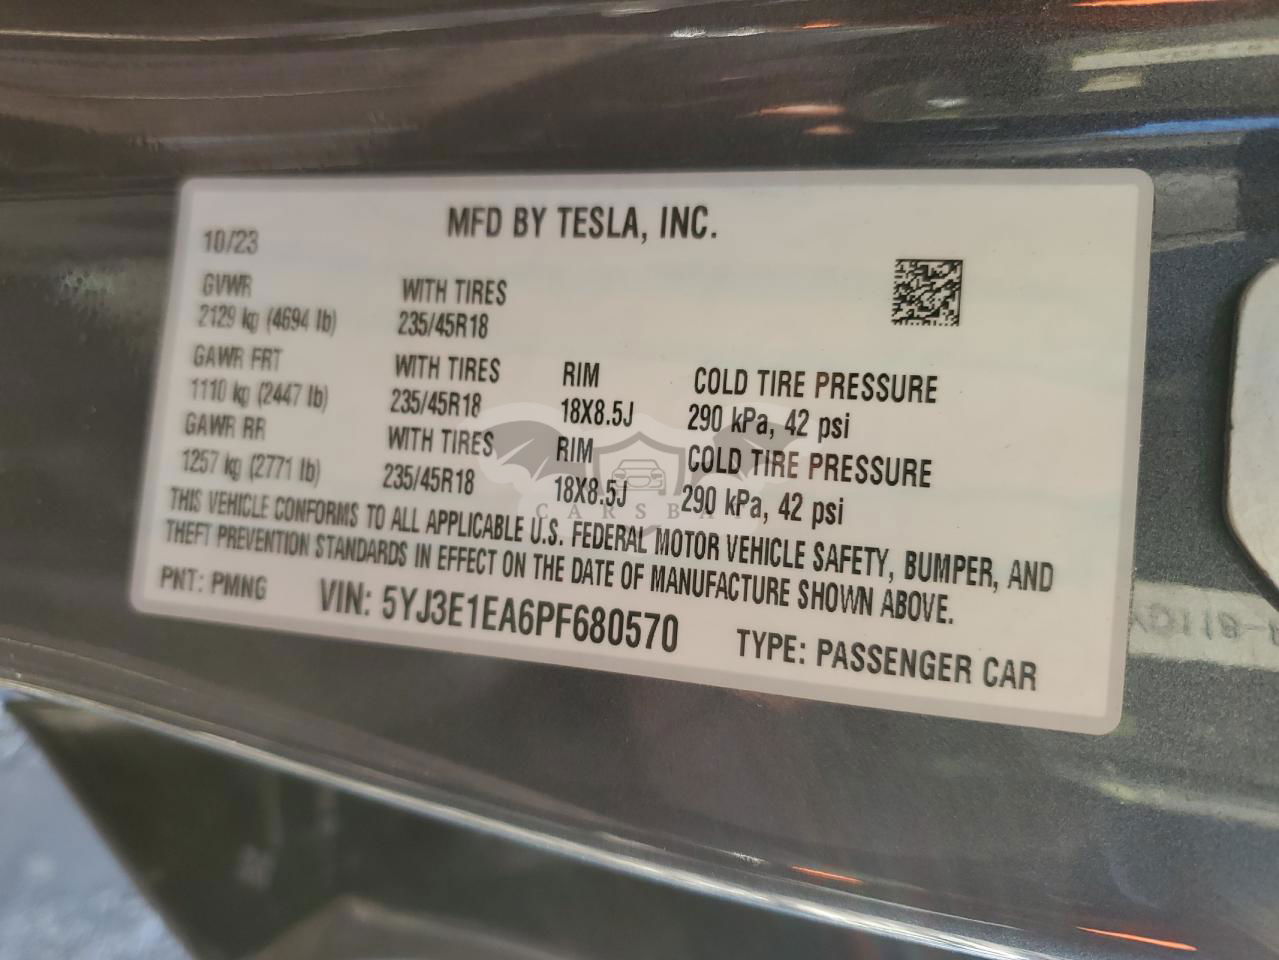 MFD BY TESLA, INC.
10/23
GVWR
2129 kg (4694 lb)
WITH TIRES
235/45R18
GAWR FRT
1110 kg (2447 lb)
WITH TIRES
235/45R18
RIM
18X8.5J
COLD TIRE PRESSURE
290 kPa, 42 psi
GAWR RR
1257 kg (2771 lb)
WITH TIRES
235/45R18
RIM
18X8.5J
COLD TIRE PRESSURE
290 kPa, 42 psi
THIS VEHICLE CONFORMS TO ALL APPLICABLE U.S. FEDERAL MOTOR VEHICLE SAFETY, BUMPER, AND
THEFT PREVENTION STANDARDS IN EFFECT ON THE DATE OF MANUFACTURE SHOWN ABOVE.
PNT: PMNG VIN: 5YJ3E1EA6PF680570 TYPE: PASSENGER CAR